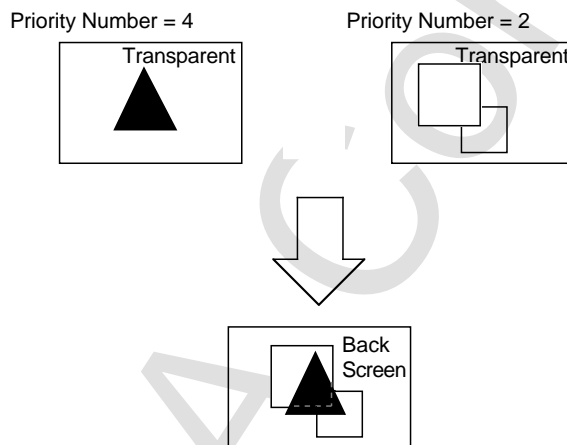 Priority Number = 4
Priority Number = 2
Transparent
Transparent
Back
Screen